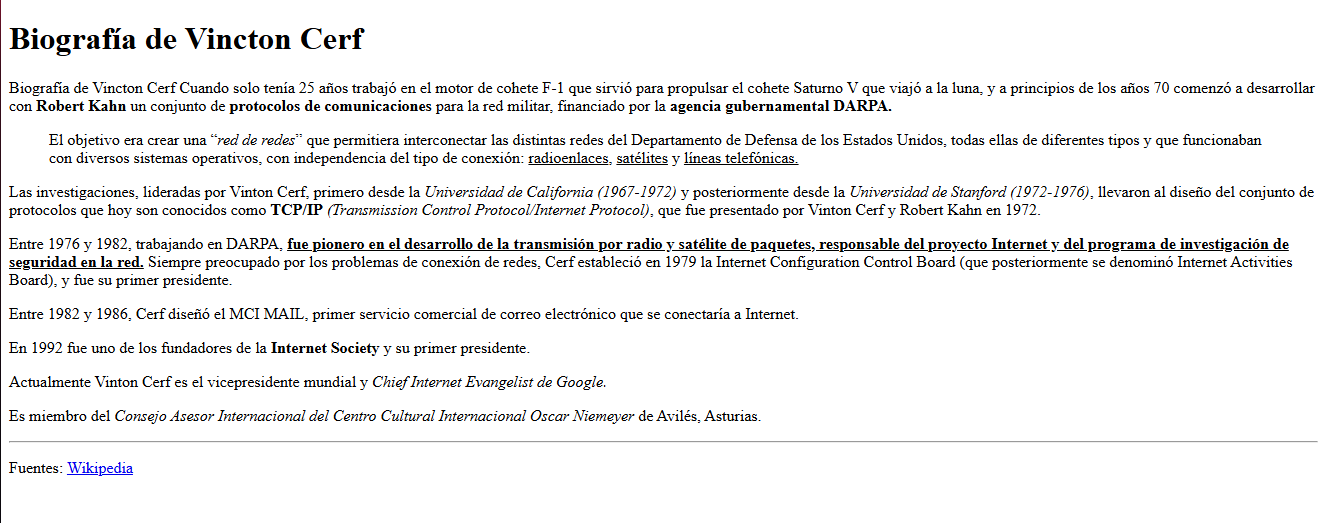 Biografía de Vincton Cerf
Biografía de Vincton Cerf Cuando solo tenía 25 años trabajó en el motor de cohete F-1 que sirvió para propulsar el cohete Saturno V que viajó a la luna, y a principios de los años 70 comenzó a desarrollar
con Robert Kahn un conjunto de protocolos de comunicaciones para la red militar, financiado por la agencia gubernamental DARPA.
El objetivo era crear una “red de redes” que permitiera interconectar las distintas redes del Departamento de Defensa de los Estados Unidos, todas ellas de diferentes tipos y que funcionaban
con diversos sistemas operativos, con independencia del tipo de conexión: radioenlaces, satélites y líneas telefónicas.
Las investigaciones, lideradas por Vinton Cerf, primero desde la Universidad de California (1967-1972) y posteriormente desde la Universidad de Stanford (1972-1976), llevaron al diseño del conjunto de
protocolos que hoy son conocidos como TCP/IP (Transmission Control Protocol/Internet Protocol), que fue presentado por Vinton Cerf y Robert Kahn en 1972.
Entre 1976 y 1982, trabajando en DARPA, fue pionero en el desarrollo de la transmisión por radio y satélite de paquetes, responsable del proyecto Internet y del programa de investigación de
seguridad en la red. Siempre preocupado por los problemas de conexión de redes, Cerf estableció en 1979 la Internet Configuration Control Board (que posteriormente se denominó Internet Activities
Board), y fue su primer presidente.
Entre 1982 y 1986, Cerf diseñó el MCI MAIL, primer servicio comercial de correo electrónico que se conectaría a Internet.
En 1992 fue uno de los fundadores de la Internet Society y su primer presidente.
Actualmente Vinton Cerf es el vicepresidente mundial y Chief Internet Evangelist de Google.
Es miembro del Consejo Asesor Internacional del Centro Cultural Internacional Oscar Niemeyer de Avilés, Asturias.
Fuentes: Wikipedia